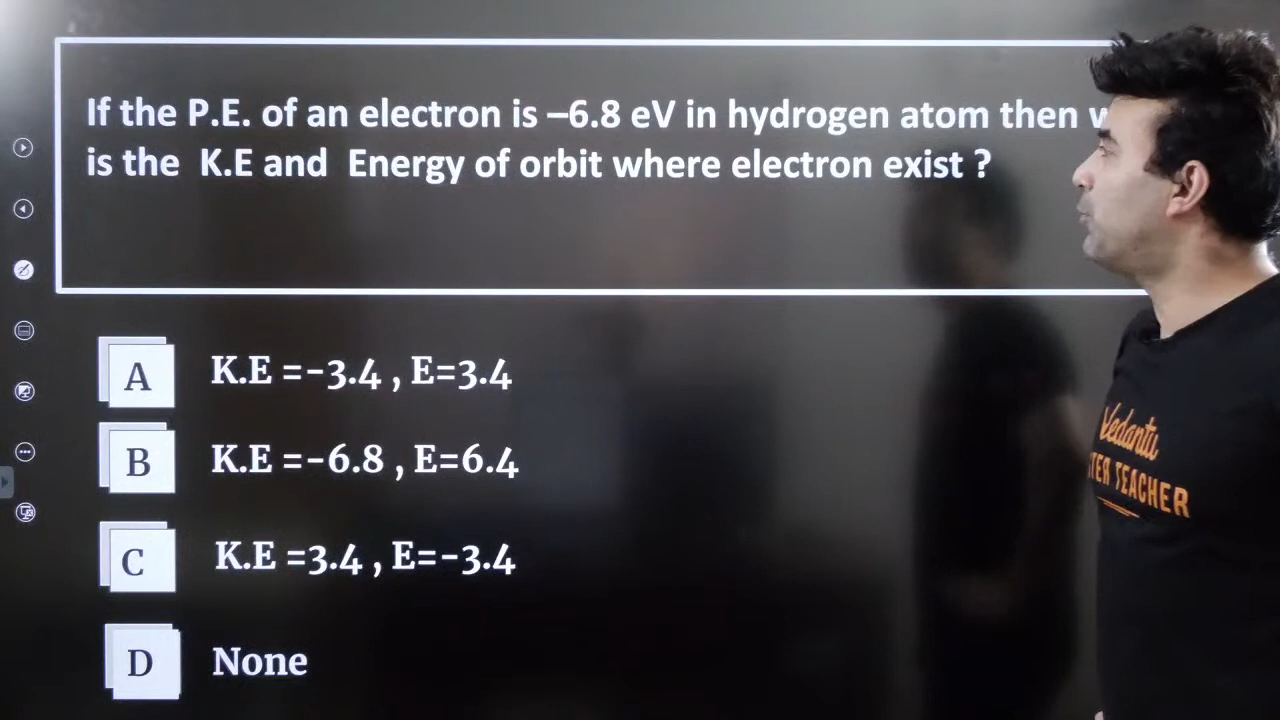 If the P.E. of an electron is –6.8 eV in hydrogen atom then
is the K.E and Energy of orbit where electron exist ?
A K.E =-3.4 , E=3.4
B K.E =-6.8 , E=6.4
C K.E =3.4 , E=-3.4
D None
Vedantu
TEACHER